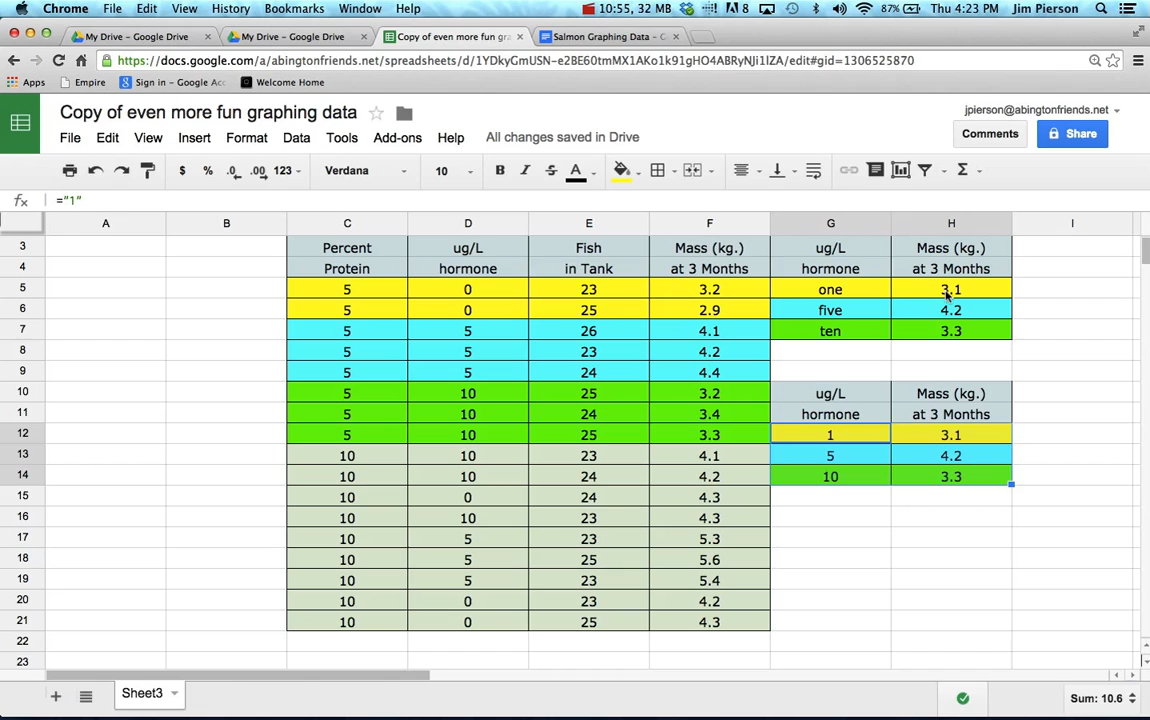 Chrome File Edit View History Bookmarks Window Help 10:55, 32 MB 8 87% Thu 4:23 PM Jim Pierson
My Drive – Google Drive × My Drive – Google Drive × Copy of even more fun gra × Salmon Graphing Data – G ×
https://docs.google.com/a/abingtonfriends.net/spreadsheets/d/1YDkyGmUSN-e2BE60tmMX1AKo1k91gHO4ABRyNJi1lZA/edit#gid=1306525870
Apps Empire Sign in – Google Acc Welcome Home
Copy of even more fun graphing data jpierson@abingtonfriends.net
File Edit View Insert Format Data Tools Add-ons Help All changes saved in Drive Comments Share
$ % .0 .00 123 Verdana 10 B I S A Σ
fx ="1"
A B C D E F G H I
3 Percent ug/L Fish Mass (kg.) ug/L Mass (kg.)
4 Protein hormone in Tank at 3 Months hormone at 3 Months
5 5 0 23 3.2 one 3.1
6 5 0 25 2.9 five 4.2
7 5 5 26 4.1 ten 3.3
8 5 5 23 4.2
9 5 5 24 4.4
10 5 10 25 3.2 ug/L Mass (kg.)
11 5 10 24 3.4 hormone at 3 Months
12 5 10 25 3.3 1 3.1
13 10 10 23 4.1 5 4.2
14 10 10 24 4.2 10 3.3
15 10 0 24 4.3
16 10 10 23 4.3
17 10 5 23 5.3
18 10 5 25 5.6
19 10 5 23 5.4
20 10 0 23 4.2
21 10 0 25 4.3
22
23
Sheet3 Sum: 10.6